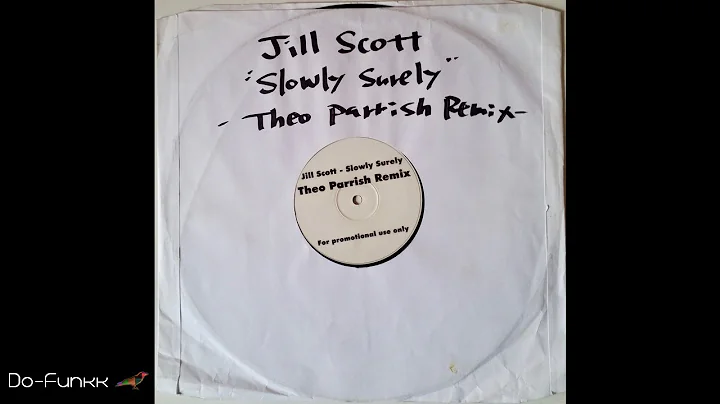 Jill Scott
"Slowly Surely"
- Theo Parrish Remix -
Jill Scott - Slowly Surely
Theo Parrish Remix
For promotional use only
Do-Funkk